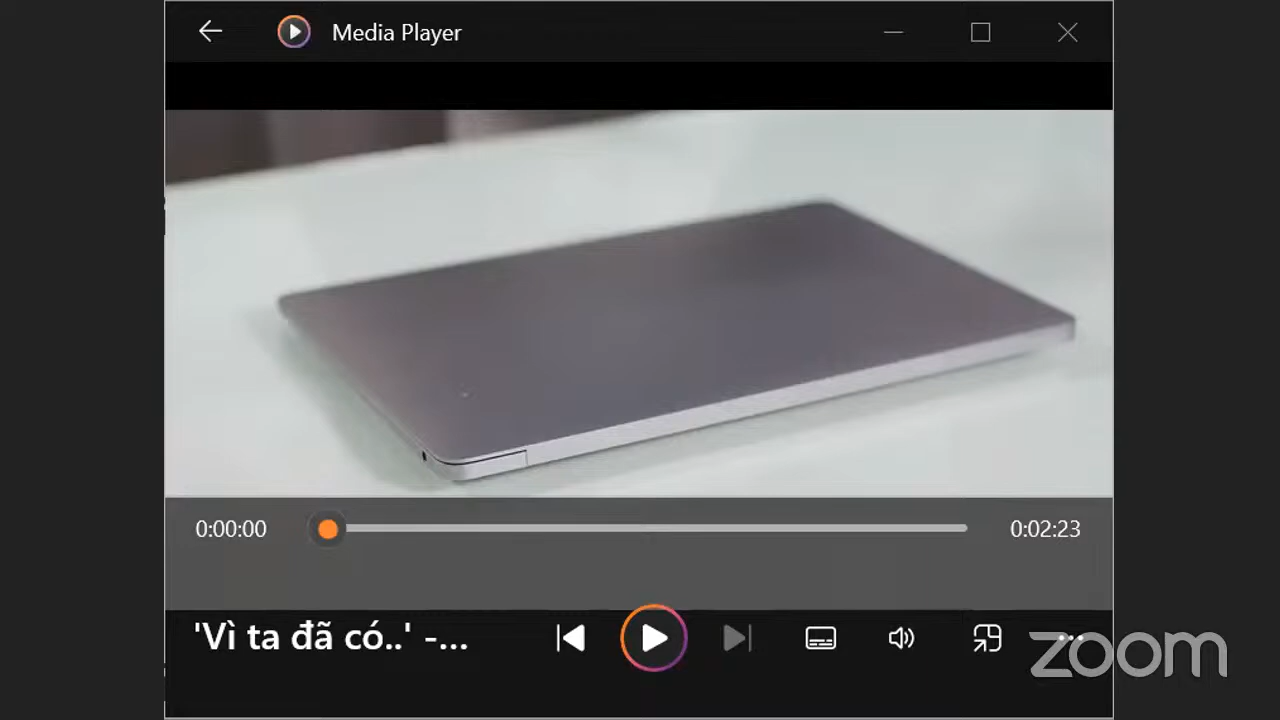 Media Player
0:00:00
0:02:23
'Vì ta đã có..' -...
zoom